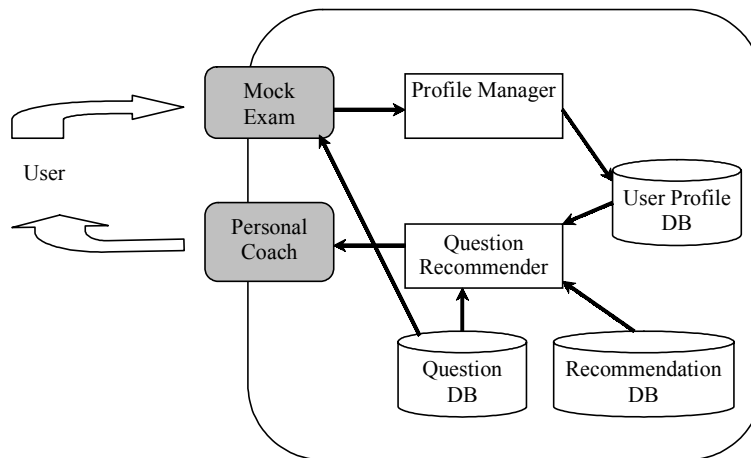 Mock
Exam
Profile Manager
User
User Profile
DB
Personal
Coach
Question
Recommender
Question
DB
Recommendation
DB